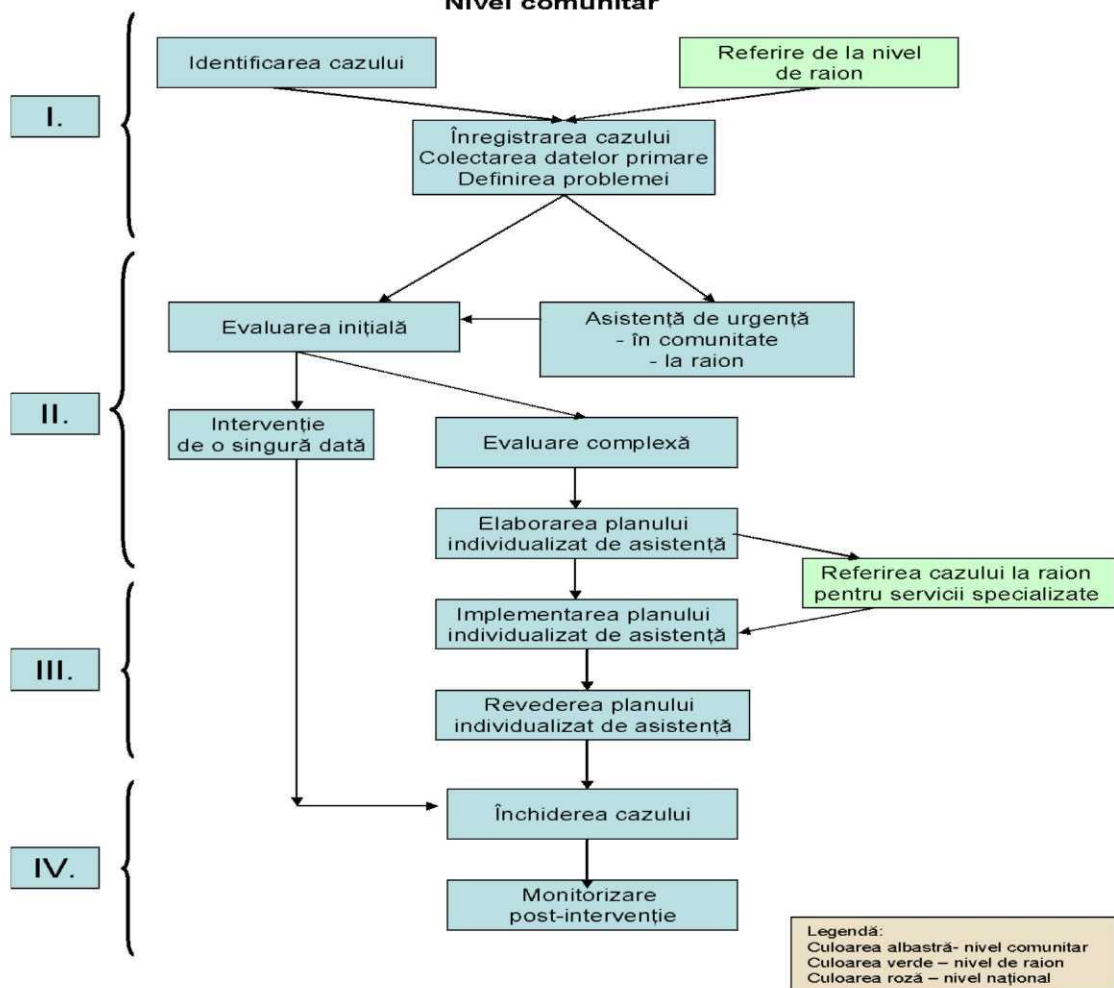 Nivel comunitar
Identificarea cazului
Referire de la nivel
de raion
I.
Înregistrarea cazului
Colectarea datelor primare
Definirea problemei
Evaluarea inițială
Asistență de urgență
- în comunitate
- la raion
II.
Intervenție
de o singură dată
Evaluare complexă
Elaborarea planului
individualizat de asistență
Referirea cazului la raion
pentru servicii specializate
Implementarea planului
individualizat de asistență
III.
Revederea planului
individualizat de asistență
Închiderea cazului
IV.
Monitorizare
post-intervenție
Legendă:
Culoarea albastră- nivel comunitar
Culoarea verde – nivel de raion
Culoarea roză – nivel național